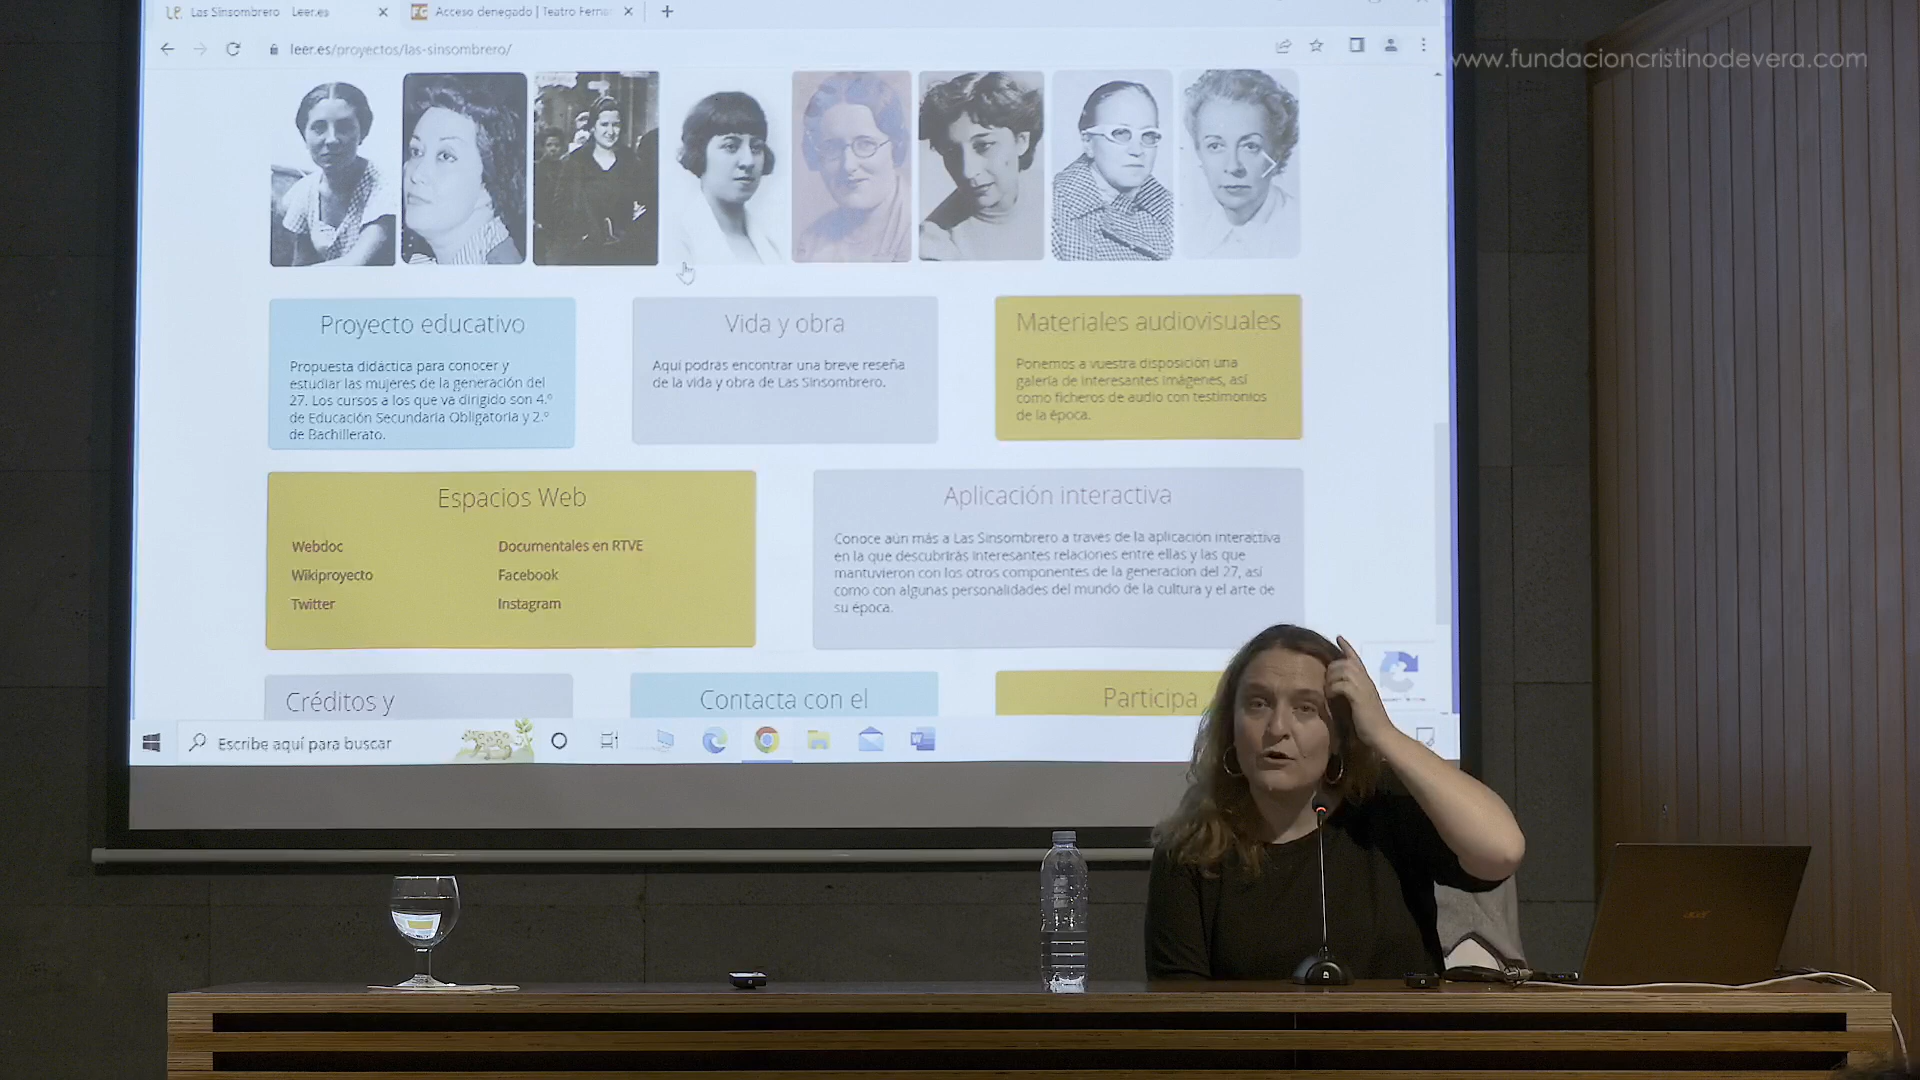 Las Sinsombrero Leer.es
Acceso denegado | Teatro Ferna
leer.es/proyectos/las-sinsombrero/
www.fundacioncristinodevera.com
Proyecto educativo
Propuesta didáctica para conocer y
estudiar las mujeres de la generación del
27. Los cursos a los que va dirigido son 4.º
de Educación Secundaria Obligatoria y 2.º
de Bachillerato.
Vida y obra
Aquí podrás encontrar una breve reseña
de la vida y obra de Las Sinsombrero.
Materiales audiovisuales
Ponemos a vuestra disposición una
galería de interesantes imágenes, así
como ficheros de audio con testimonios
de la época.
Espacios Web
Webdoc
Wikiproyecto
Twitter
Documentales en RTVE
Facebook
Instagram
Aplicación interactiva
Conoce aún más a Las Sinsombrero a través de la aplicación interactiva
en la que descubrirás interesantes relaciones entre ellas y las que
mantuvieron con los otros componentes de la generación del 27, así
como con algunas personalidades del mundo de la cultura y el arte de
su época.
Créditos y
Contacta con el
Participa
Escribe aquí para buscar
acer